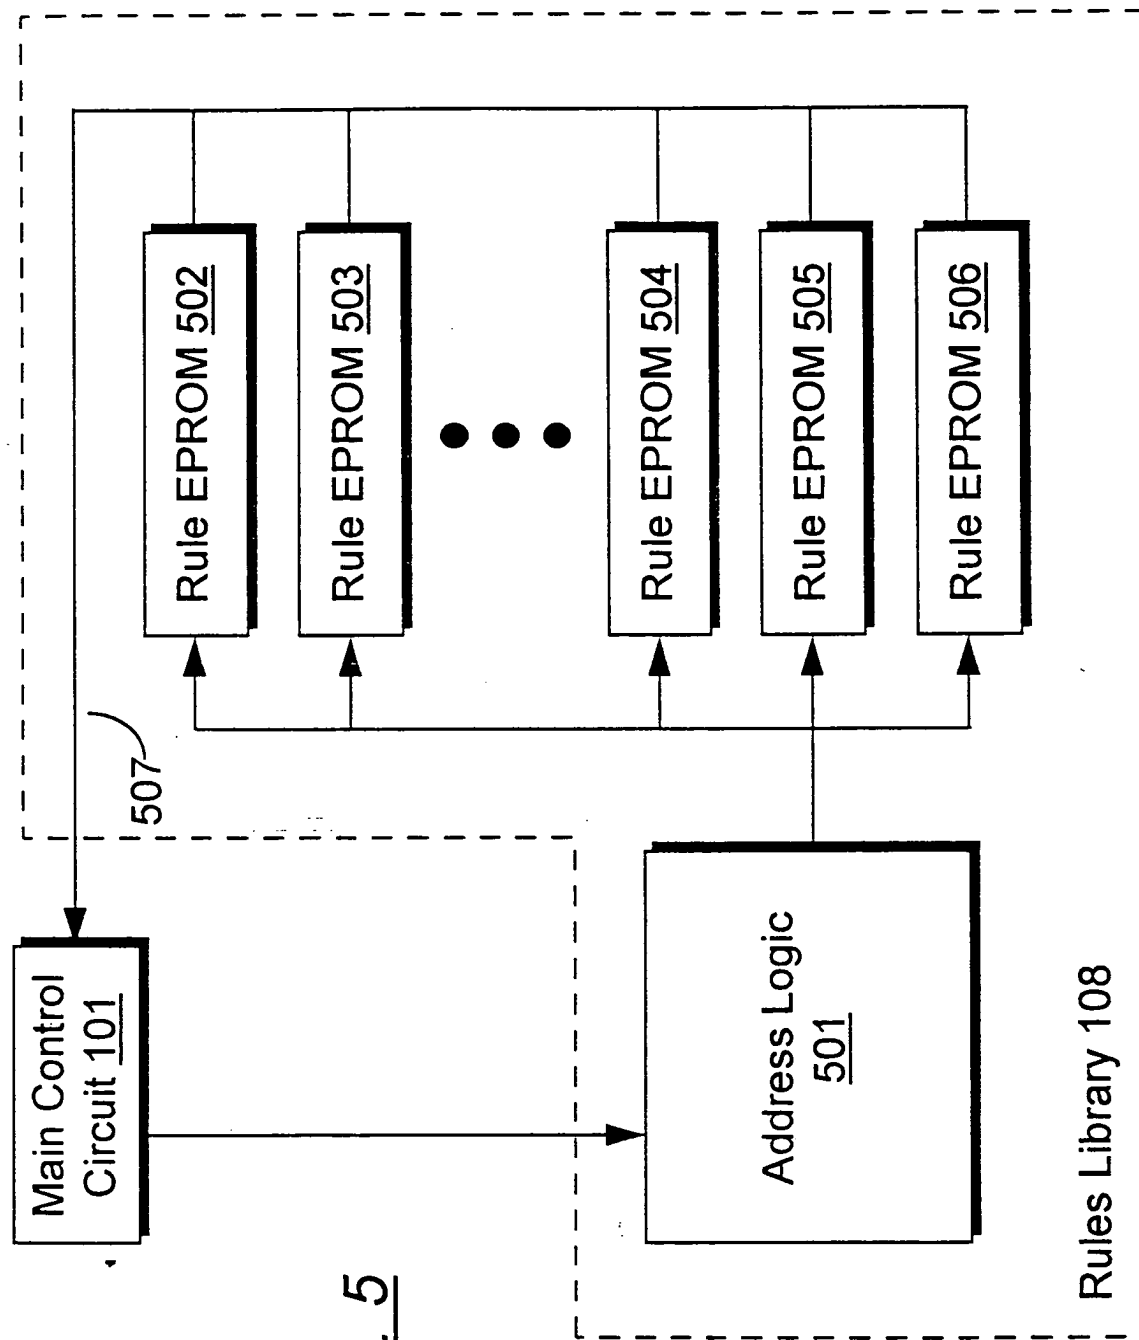 Main Control
Circuit 101
507
Rule EPROM 502
Rule EPROM 503
Rule EPROM 504
Rule EPROM 505
Rule EPROM 506
Address Logic
501
Rules Library 108
. 5